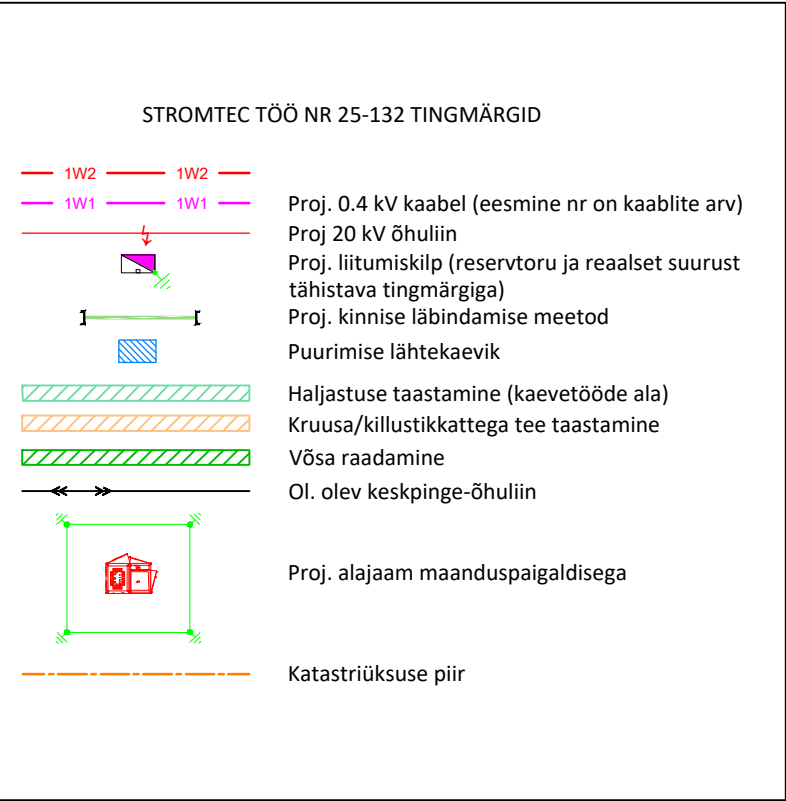 STROMTEC TÖÖ NR 25-132 TINGMÄRGID
1W2 1W2
1W1 1W1 Proj. 0.4 kV kaabel (eesmine nr on kaablite arv)
Proj 20 kV õhuliin
Proj. liitumiskilp (reservtoru ja reaalset suurust
tähistava tingmärgiga)
Proj. kinnise läbindamise meetod
Puurimise lähtekaevik
Haljastuse taastamine (kaevetööde ala)
Kruusa/killustikkattega tee taastamine
Võsa raadamine
Ol. olev keskpinge-õhuliin
Proj. alajaam maanduspaigaldisega
Katastriüksuse piir